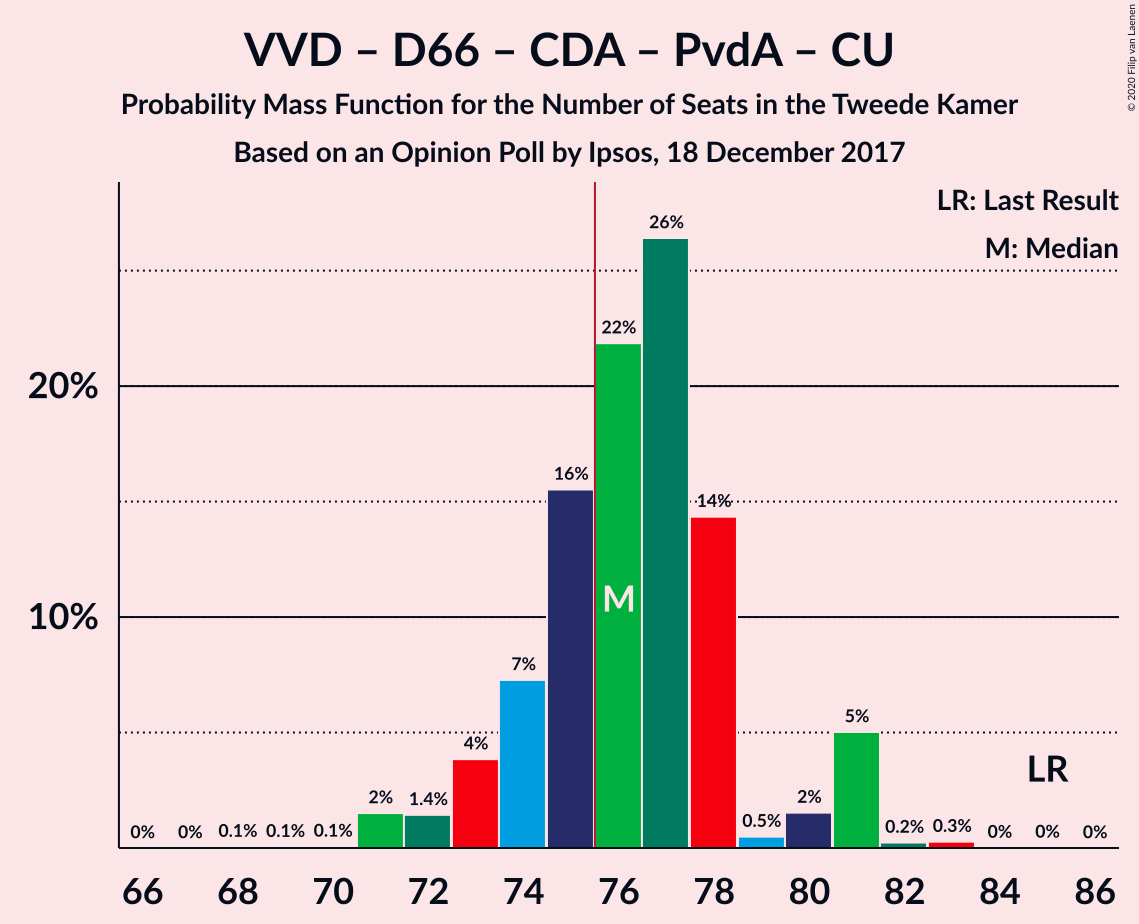 VVD – D66 – CDA – PvdA – CU
Probability Mass Function for the Number of Seats in the Tweede Kamer
Based on an Opinion Poll by Ipsos, 18 December 2017
© 2020 Filip van Laenen
LR: Last Result
M: Median
20%
10%
0%
0%
0.1%
0.1%
0.1%
2%
1.4%
4%
7%
16%
22%
26%
14%
0.5%
2%
5%
0.2%
0.3%
0%
0%
0%
M
LR
66 68 70 72 74 76 78 80 82 84 86